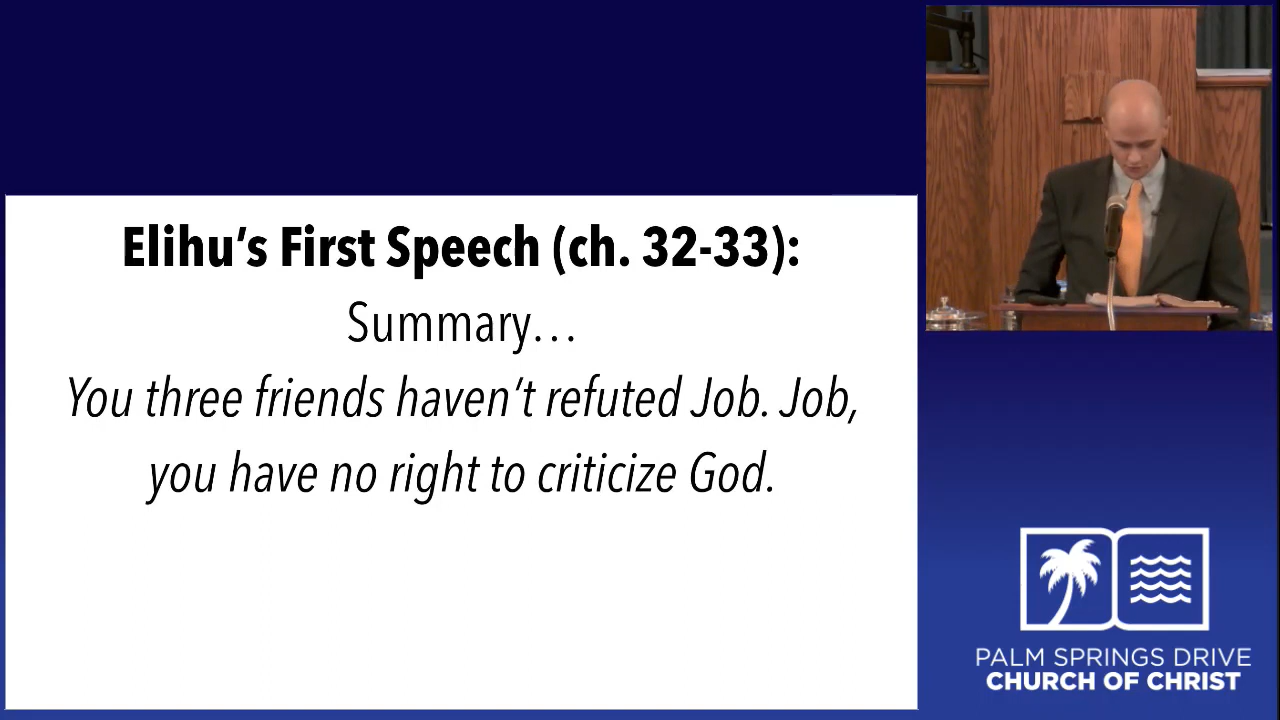 Elihu’s First Speech (ch. 32-33):
Summary…
You three friends haven’t refuted Job. Job,
you have no right to criticize God.
PALM SPRINGS DRIVE
CHURCH OF CHRIST